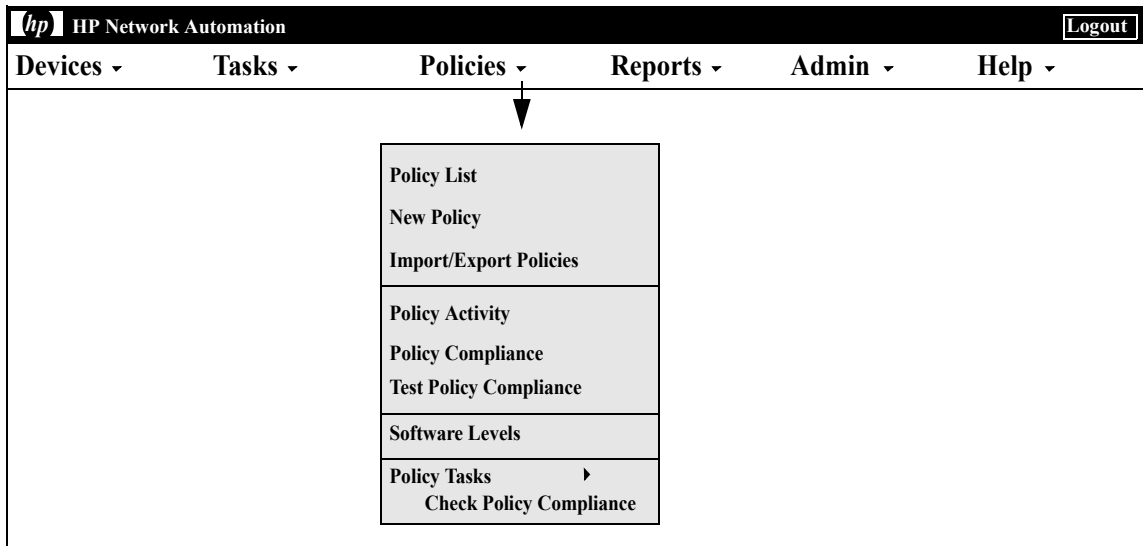 hp HP Network Automation Logout
Devices Tasks Policies Reports Admin Help
Policy List
New Policy
Import/Export Policies
Policy Activity
Policy Compliance
Test Policy Compliance
Software Levels
Policy Tasks
Check Policy Compliance